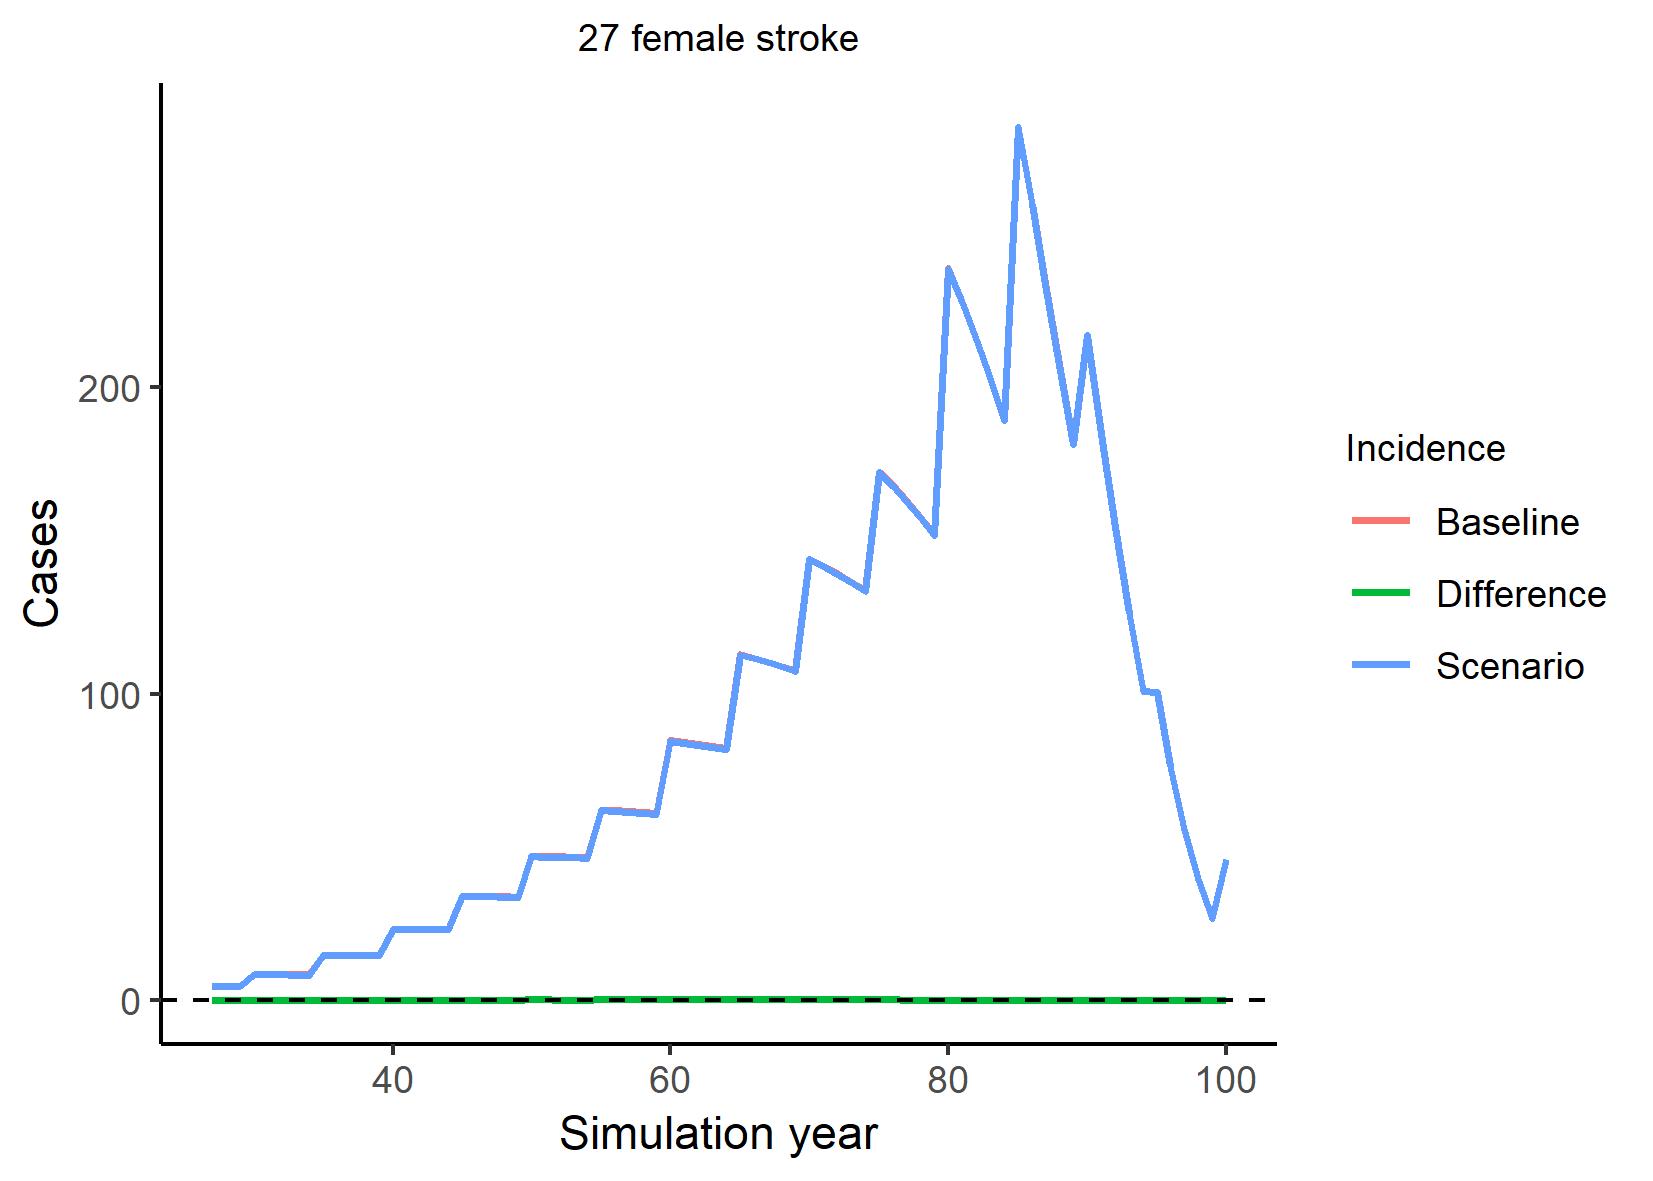 27 female stroke
Cases
200
100
0
40 60 80 100
Simulation year
Incidence
Baseline
Difference
Scenario